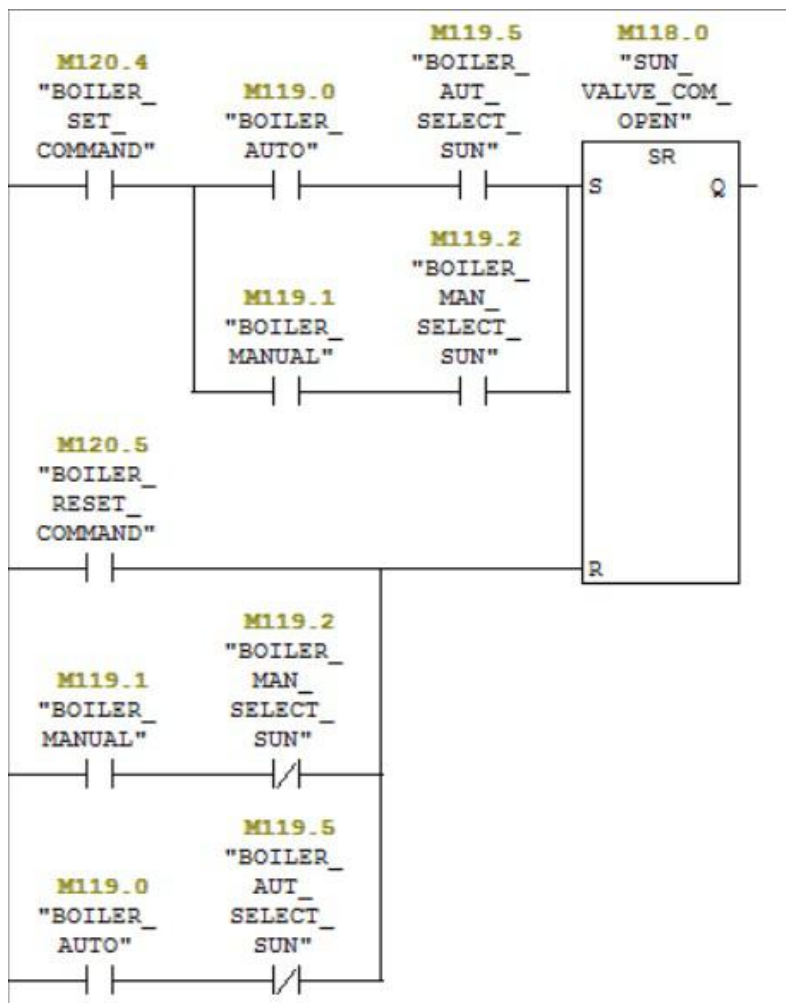 M120.4
"BOILER_
SET_
COMMAND"
M119.0
"BOILER_
AUTO"
M119.5
"BOILER_
AUT_
SELECT_
SUN"
M118.0
"SUN_
VALVE_COM_
OPEN"
SR
S
Q
M119.1
"BOILER_
MANUAL"
M119.2
"BOILER_
MAN_
SELECT_
SUN"
M120.5
"BOILER_
RESET_
COMMAND"
R
M119.1
"BOILER_
MANUAL"
M119.2
"BOILER_
MAN_
SELECT_
SUN"
M119.0
"BOILER_
AUTO"
M119.5
"BOILER_
AUT_
SELECT_
SUN"